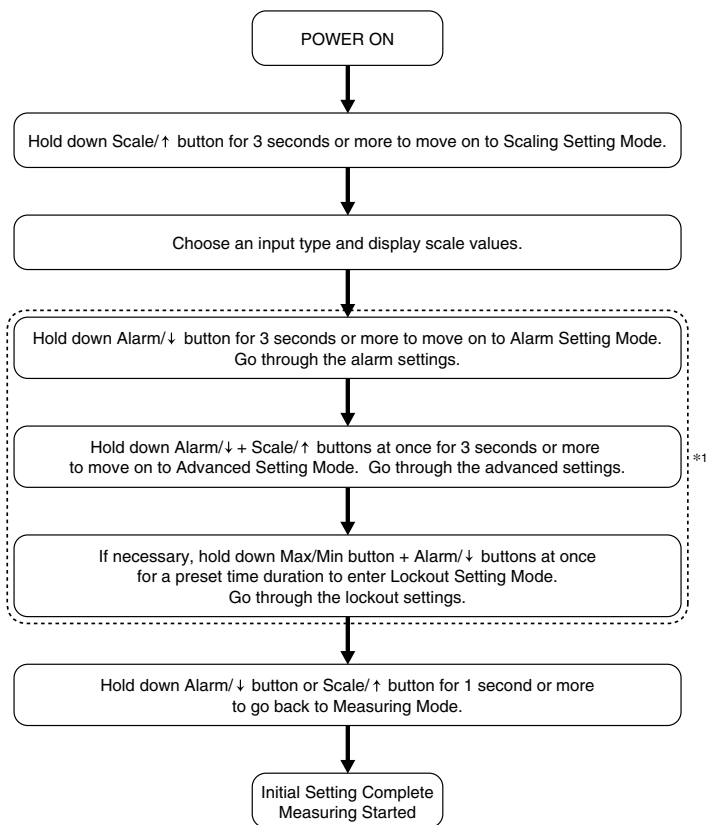 POWER ON
Hold down Scale/↑ button for 3 seconds or more to move on to Scaling Setting Mode.
Choose an input type and display scale values.
Hold down Alarm/↓ button for 3 seconds or more to move on to Alarm Setting Mode.
Go through the alarm settings.
Hold down Alarm/↓ + Scale/↑ buttons at once for 3 seconds or more
to move on to Advanced Setting Mode. Go through the advanced settings.
*1
If necessary, hold down Max/Min button + Alarm/↓ buttons at once
for a preset time duration to enter Lockout Setting Mode.
Go through the lockout settings.
Hold down Alarm/↓ button or Scale/↑ button for 1 second or more
to go back to Measuring Mode.
Initial Setting Complete
Measuring Started